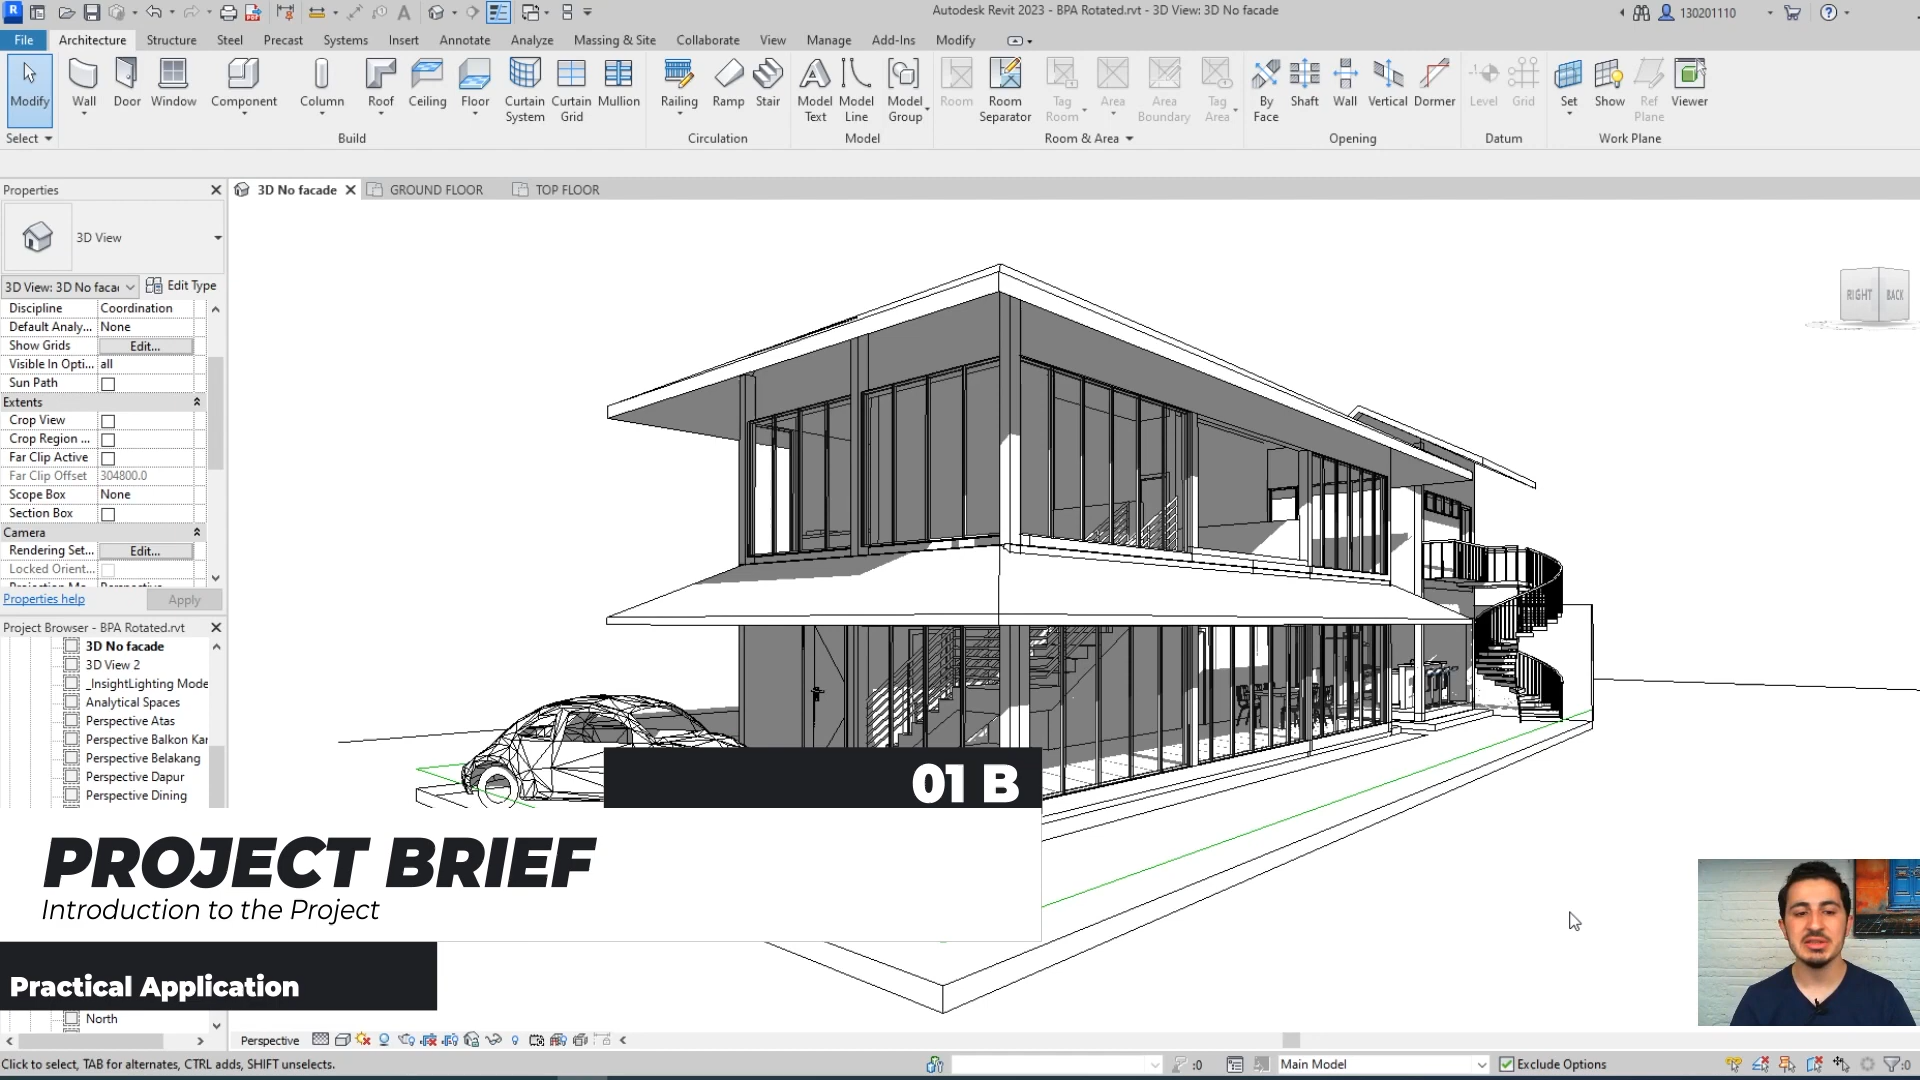 Autodesk Revit 2023 - BPA Rotated.rvt - 3D View: 3D No facade
130201110
File
Architecture
Structure
Steel
Precast
Systems
Insert
Annotate
Analyze
Massing & Site
Collaborate
View
Manage
Add-Ins
Modify
Modify
Wall
Door
Window
Component
Column
Roof
Ceiling
Floor
Curtain
System
Curtain
Grid
Mullion
Railing
Ramp
Stair
Model
Text
Model
Line
Model
Group
Room
Room
Separator
Tag
Room
Area
Area
Boundary
Tag
Area
By
Face
Shaft
Wall
Vertical
Dormer
Level
Grid
Set
Show
Ref
Plane
Viewer
Select
Build
Circulation
Model
Room & Area
Opening
Datum
Work Plane
Properties
3D No facade
GROUND FLOOR
TOP FLOOR
3D View
3D View: 3D No faca
Edit Type
Discipline Coordination
Default Analy... None
Show Grids Edit...
Visible In Opti... all
Sun Path
Extents
Crop View
Crop Region ...
Far Clip Active
Far Clip Offset 304800.0
Scope Box None
Section Box
Camera
Rendering Set... Edit...
Locked Orient...
Properties help
Apply
Project Browser - BPA Rotated.rvt
3D No facade
3D View 2
_InsightLighting Mode
Analytical Spaces
Perspective Atas
Perspective Balkon Kar
Perspective Belakang
Perspective Dapur
Perspective Dining
North
RIGHT
BACK
01 B
PROJECT BRIEF
Introduction to the Project
Practical Application
Perspective
Click to select, TAB for alternates, CTRL adds, SHIFT unselects.
:0
Main Model
Exclude Options
:0